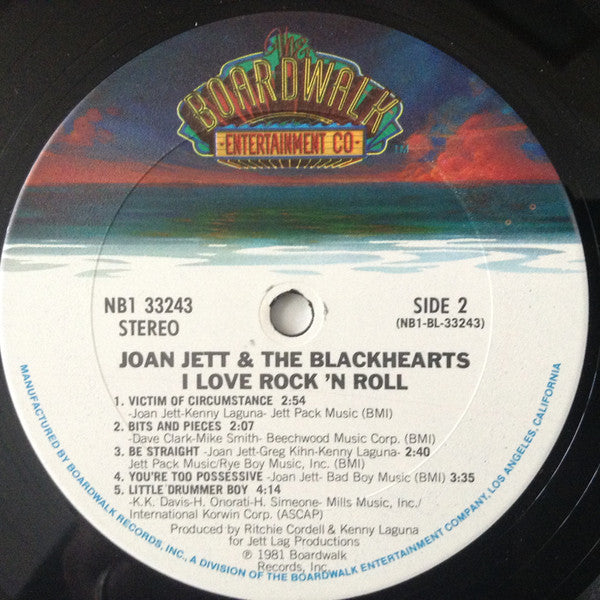 The
BOARDWALK
-ENTERTAINMENT CO-
TM
NB1 33243
STEREO
SIDE 2
(NB1-BL-33243)
JOAN JETT & THE BLACKHEARTS
I LOVE ROCK 'N ROLL
1. VICTIM OF CIRCUMSTANCE 2:54
-Joan Jett-Kenny Laguna- Jett Pack Music (BMI)
2. BITS AND PIECES 2:07
-Dave Clark-Mike Smith- Beechwood Music Corp. (BMI)
3. BE STRAIGHT -Joan Jett-Greg Kihn-Kenny Laguna- 2:40
Jett Pack Music/Rye Boy Music, Inc. (BMI)
4. YOU'RE TOO POSSESSIVE -Joan Jett- Bad Boy Music (BMI) 3:35
5. LITTLE DRUMMER BOY 4:14
-K.K. Davis-H. Onorati-H. Simeone- Mills Music, Inc./
International Korwin Corp. (ASCAP)
Produced by Ritchie Cordell & Kenny Laguna
for Jett Lag Productions
℗ 1981 Boardwalk
Records, Inc.
MANUFACTURED BY BOARDWALK RECORDS, INC., A DIVISION OF THE BOARDWALK ENTERTAINMENT COMPANY, LOS ANGELES, CALIFORNIA